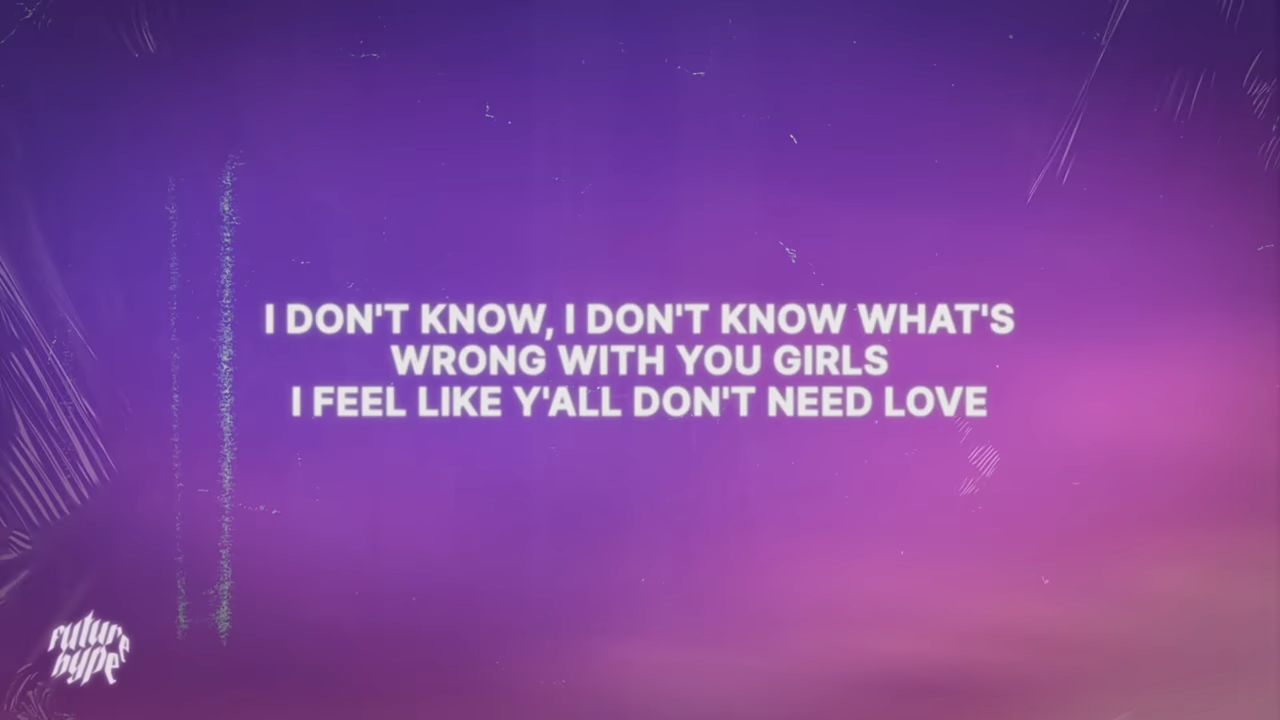 I DON'T KNOW, I DON'T KNOW WHAT'S
WRONG WITH YOU GIRLS
I FEEL LIKE Y'ALL DON'T NEED LOVE
future
hype